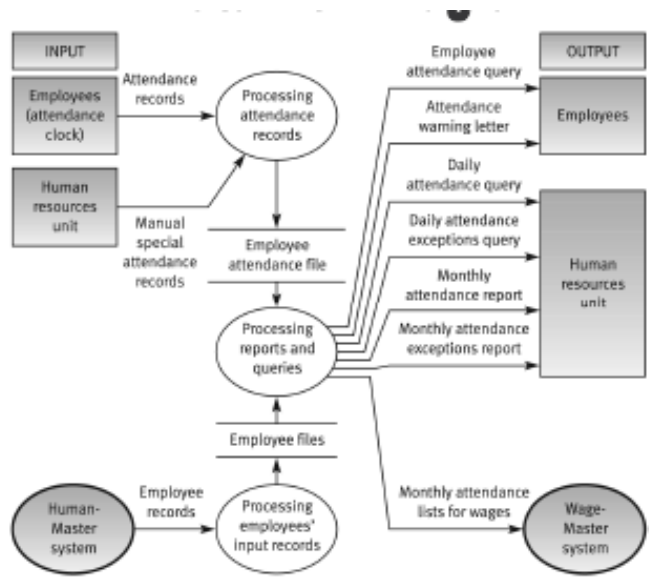 INPUT
OUTPUT
Employees
(attendance
clock)
Attendance
records
Processing
attendance
records
Employee
attendance query
Employees
Attendance
warning letter
Human
resources
unit
Manual
special
attendance
records
Daily
attendance query
Employee
attendance file
Daily attendance
exceptions query
Human
resources
unit
Monthly
attendance report
Processing
reports and
queries
Monthly attendance
exceptions report
Employee files
Human-
Master
system
Employee
records
Processing
employees'
input records
Monthly attendance
lists for wages
Wage-
Master
system